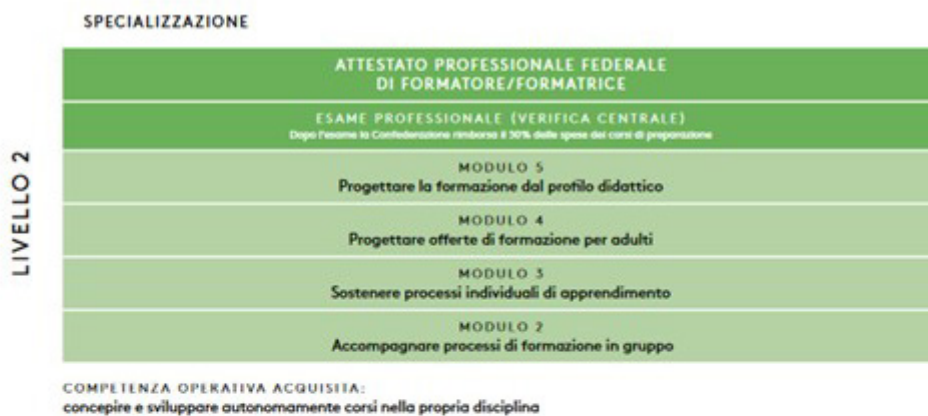 SPECIALIZZAZIONE
ATTESTATO PROFESSIONALE FEDERALE
DI FORMATORE/FORMATRICE
ESAME PROFESSIONALE (VERIFICA CENTRALE)
Dopo l'esame la Confederazione rimborsa il 50% delle spese dei corsi di preparazione
LIVELLO 2
MODULO 5
Progettare la formazione dal profilo didattico
MODULO 4
Progettare offerte di formazione per adulti
MODULO 3
Sostenere processi individuali di apprendimento
MODULO 2
Accompagnare processi di formazione in gruppo
COMPETENZA OPERATIVA ACQUISITA:
concepire e sviluppare autonomamente corsi nella propria disciplina